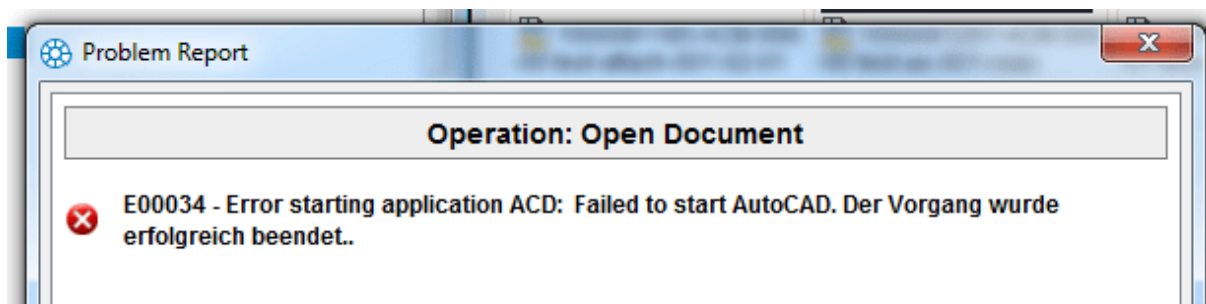 Problem Report
Operation: Open Document
E00034 - Error starting application ACD: Failed to start AutoCAD. Der Vorgang wurde
erfolgreich beendet..